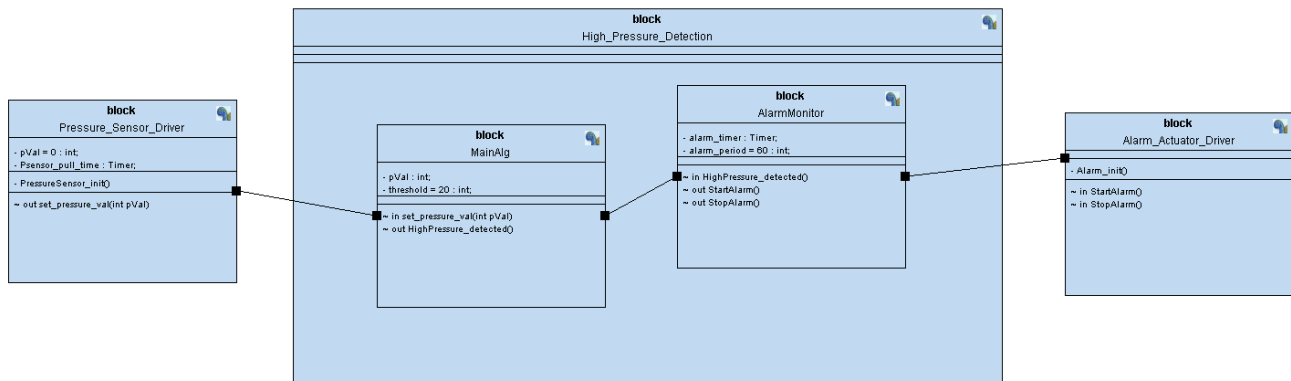 block
High_Pressure_Detection
block
Pressure_Sensor_Driver
- pVal = 0 : int;
- Psensor_pull_time : Timer;
- PressureSensor_init()
~ out set_pressure_val(int pVal)
block
MainAlg
- pVal : int;
- threshold = 20 : int;
~ in set_pressure_val(int pVal)
~ out HighPressure_detected()
block
AlarmMonitor
- alarm_timer : Timer;
- alarm_period = 60 : int;
~ in HighPressure_detected()
~ out StartAlarm()
~ out StopAlarm()
block
Alarm_Actuator_Driver
- Alarm_init()
~ in StartAlarm()
~ in StopAlarm()